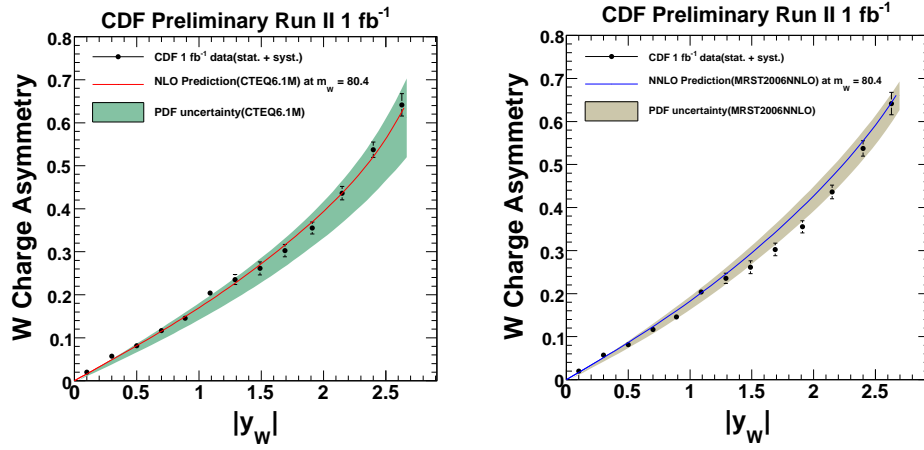 CDF Preliminary Run II 1 fb⁻¹
CDF 1 fb⁻¹ data(stat. + syst.)
NLO Prediction(CTEQ6.1M) at m_W = 80.4
PDF uncertainty(CTEQ6.1M)
W Charge Asymmetry
0.8
0.7
0.6
0.5
0.4
0.3
0.2
0.1
0
0 0.5 1 1.5 2 2.5
|y_W|
CDF Preliminary Run II 1 fb⁻¹
CDF 1 fb⁻¹ data(stat. + syst.)
NNLO Prediction(MRST2006NNLO) at m_W = 80.4
PDF uncertainty(MRST2006NNLO)
W Charge Asymmetry
0.8
0.7
0.6
0.5
0.4
0.3
0.2
0.1
0
0 0.5 1 1.5 2 2.5
|y_W|